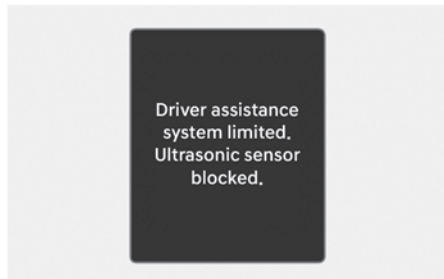 Driver assistance
system limited.
Ultrasonic sensor
blocked.